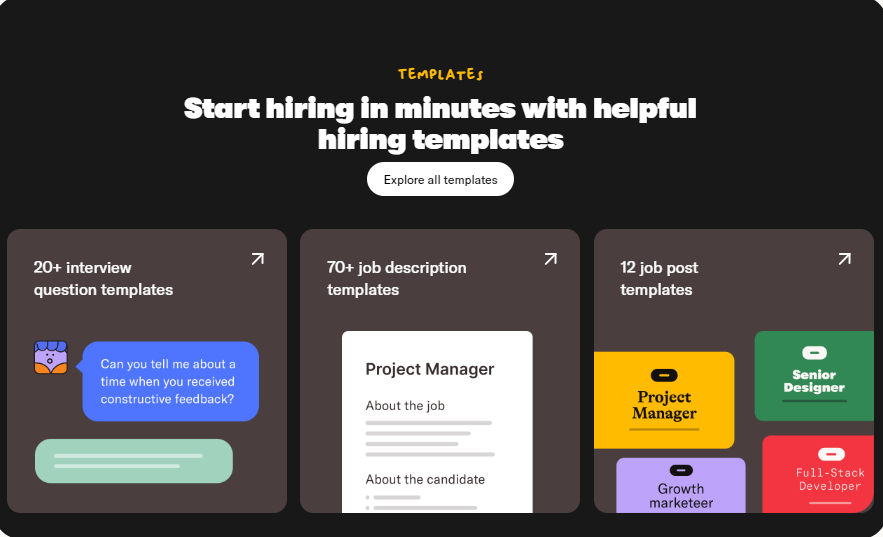 TEMPLATES
Start hiring in minutes with helpful
hiring templates
Explore all templates
20+ interview
question templates
Can you tell me about a
time when you received
constructive feedback?
70+ job description
templates
Project Manager
About the job
About the candidate
12 job post
templates
Project
Manager
Senior
Designer
Growth
marketeer
Full-Stack
Developer